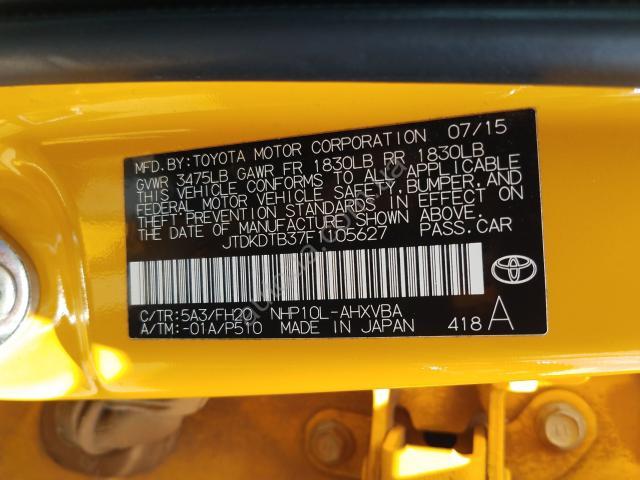 MFD.BY:TOYOTA MOTOR CORPORATION 07/15
GVWR 3475LB GAWR FR 1830LB RR 1830LB
THIS VEHICLE CONFORMS TO ALL APPLICABLE
FEDERAL MOTOR VEHICLE SAFETY, BUMPER, AND
THEFT PREVENTION STANDARDS IN EFFECT ON
THE DATE OF MANUFACTURE SHOWN ABOVE.
JTDKDTB37F1105627 PASS.CAR
C/TR:5A3/FH20 NHP10L-AHXVBA
A/TM:-01A/P510 MADE IN JAPAN 418A